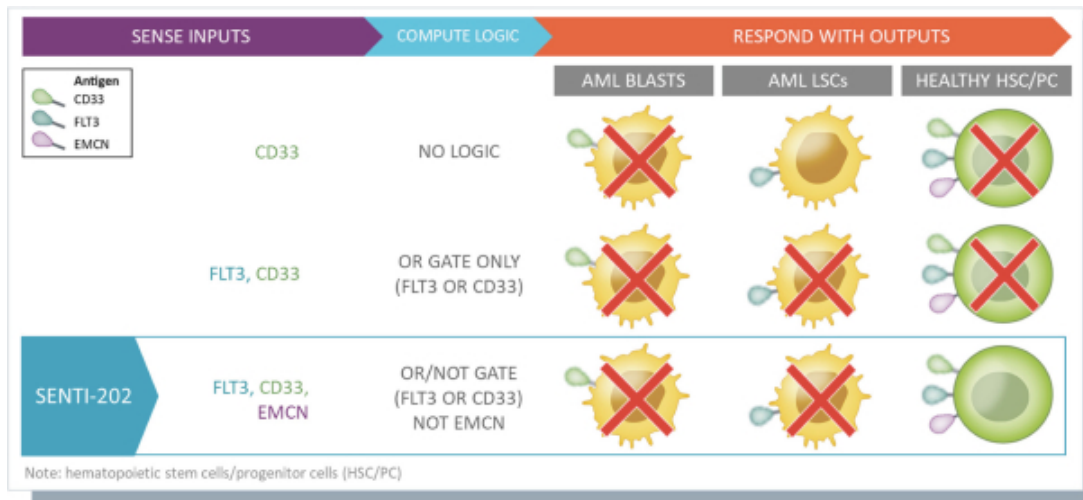 SENSE INPUTS
COMPUTE LOGIC
RESPOND WITH OUTPUTS
Antigen
CD33
FLT3
EMCN
AML BLASTS
AML LSCs
HEALTHY HSC/PC
CD33
NO LOGIC
FLT3, CD33
OR GATE ONLY
(FLT3 OR CD33)
SENTI-202
FLT3, CD33,
EMCN
OR/NOT GATE
(FLT3 OR CD33)
NOT EMCN
Note: hematopoietic stem cells/progenitor cells (HSC/PC)